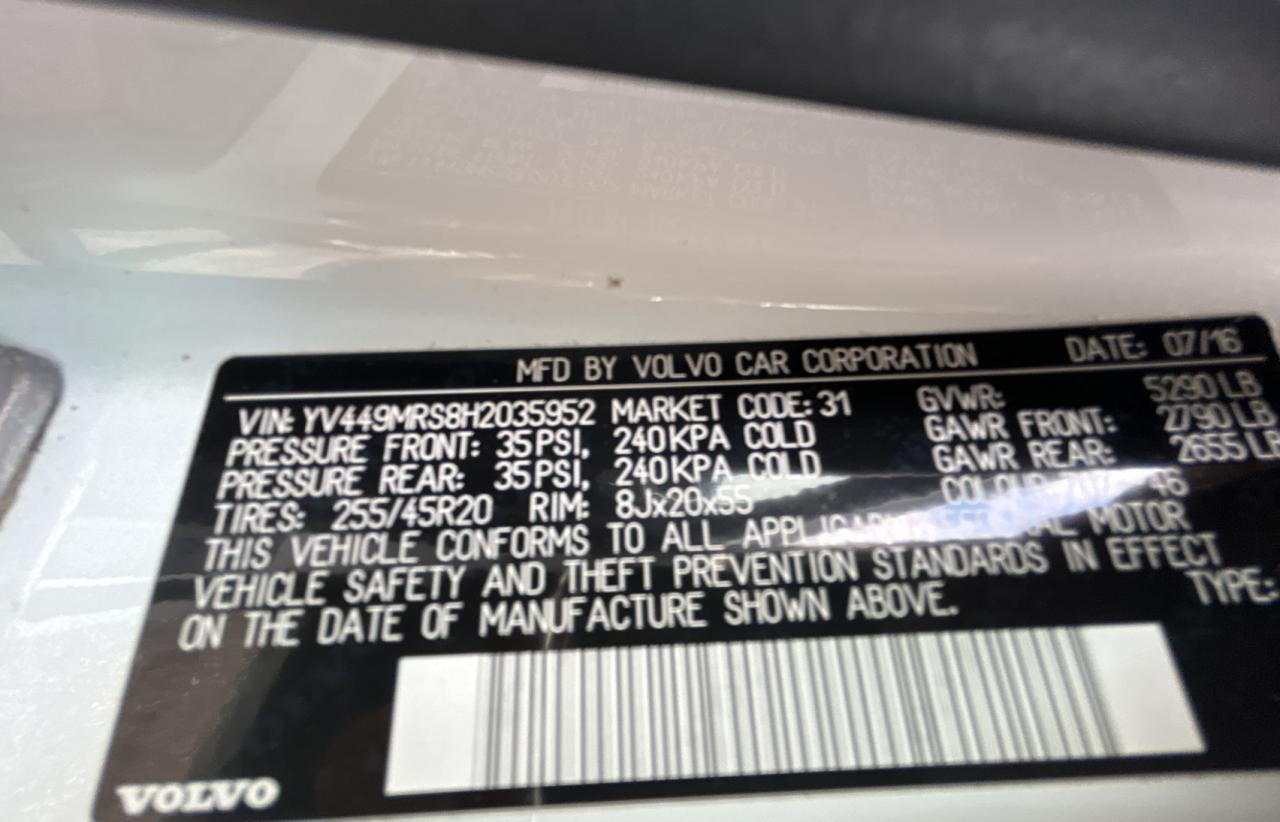 MFD BY VOLVO CAR CORPORATION DATE: 07/16
VIN: YV449MRS8H2035952 MARKET CODE: 31 GVWR: 5290 LB
PRESSURE FRONT: 35 PSI, 240 KPA COLD GAWR FRONT: 2790 LB
PRESSURE REAR: 35 PSI, 240 KPA COLD GAWR REAR: 2655 LB
TIRES: 255/45R20 RIM: 8Jx20x55 46
THIS VEHICLE CONFORMS TO ALL MOTOR
VEHICLE SAFETY AND THEFT PREVENTION STANDARDS IN EFFECT
ON THE DATE OF MANUFACTURE SHOWN ABOVE. TYPE:
VOLVO